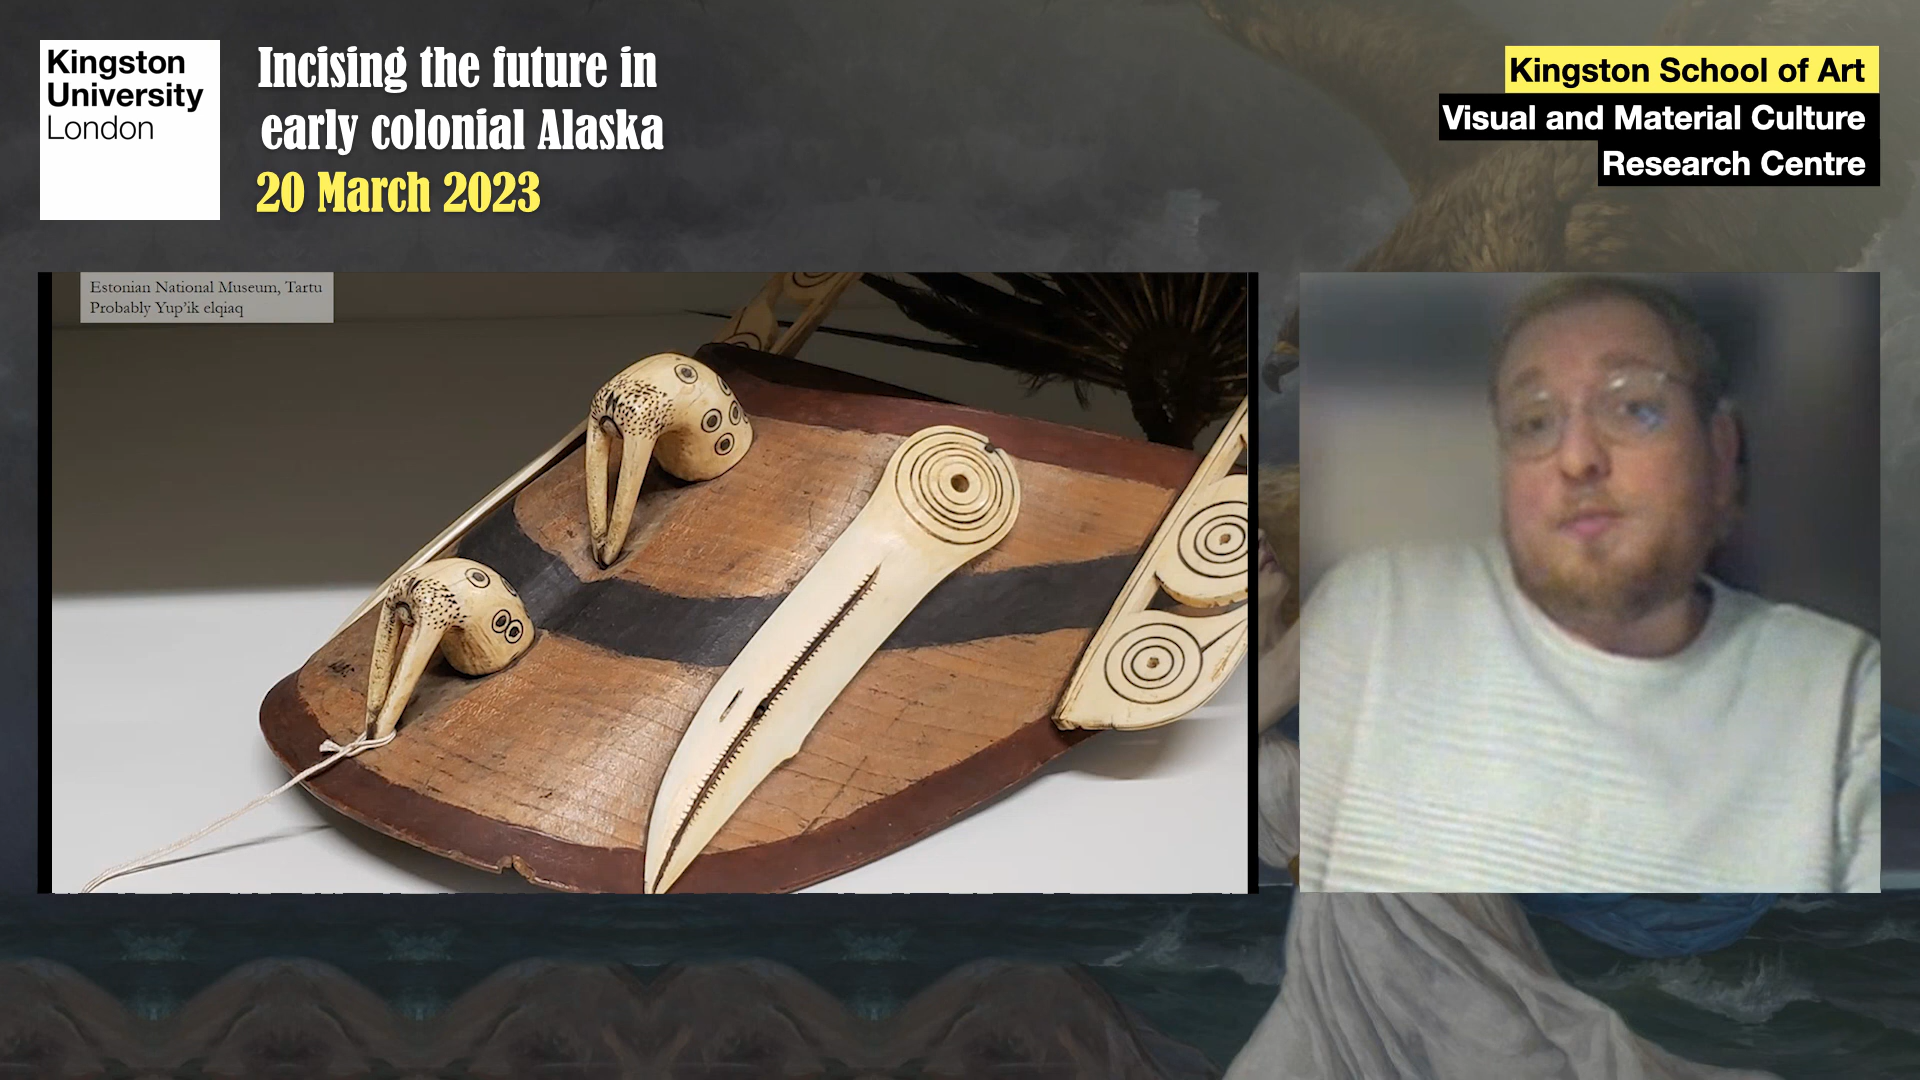 Kingston
University
London
Incising the future in
early colonial Alaska
20 March 2023
Kingston School of Art
Visual and Material Culture
Research Centre
Estonian National Museum, Tartu
Probably Yup'ik elqiaq